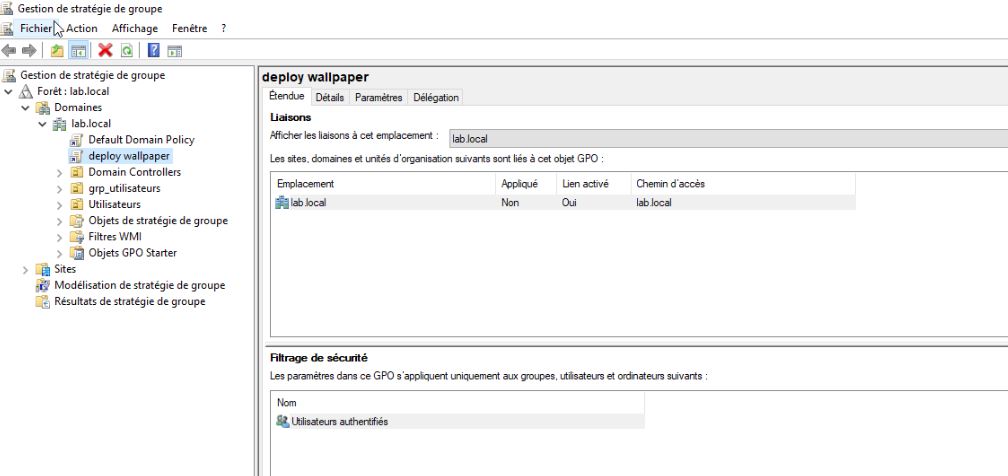 Gestion de stratégie de groupe
Fichier Action Affichage Fenêtre ?
Gestion de stratégie de groupe
Forêt : lab.local
Domaines
lab.local
Default Domain Policy
deploy wallpaper
Domain Controllers
grp_utilisateurs
Utilisateurs
Objets de stratégie de groupe
Filtres WMI
Objets GPO Starter
Sites
Modélisation de stratégie de groupe
Résultats de stratégie de groupe
deploy wallpaper
Étendue Détails Paramètres Délégation
Liaisons
Afficher les liaisons à cet emplacement : lab.local
Les sites, domaines et unités d'organisation suivants sont liés à cet objet GPO :
Emplacement Appliqué Lien activé Chemin d'accès
lab.local Non Oui lab.local
Filtrage de sécurité
Les paramètres dans ce GPO s'appliquent uniquement aux groupes, utilisateurs et ordinateurs suivants :
Nom
Utilisateurs authentifiés